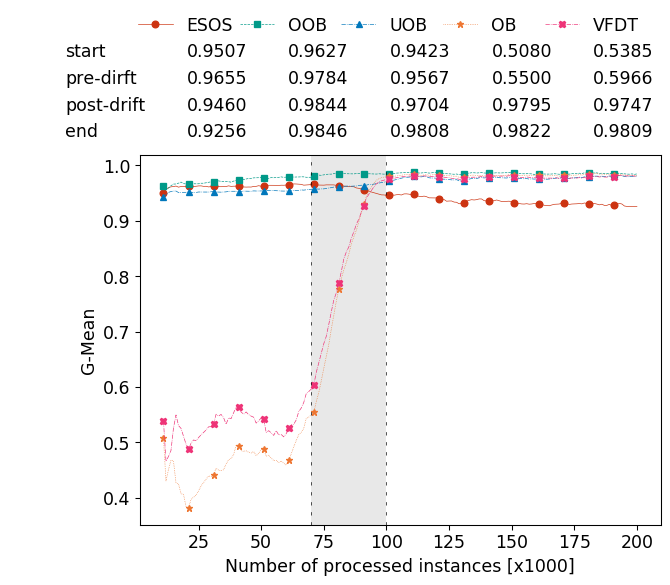 ESOS OOB UOB OB VFDT
start 0.9507 0.9627 0.9423 0.5080 0.5385
pre-dirft 0.9655 0.9784 0.9567 0.5500 0.5966
post-drift 0.9460 0.9844 0.9704 0.9795 0.9747
end 0.9256 0.9846 0.9808 0.9822 0.9809
1.0
0.9
0.8
0.7
0.6
0.5
0.4
G-Mean
25 50 75 100 125 150 175 200
Number of processed instances [x1000]